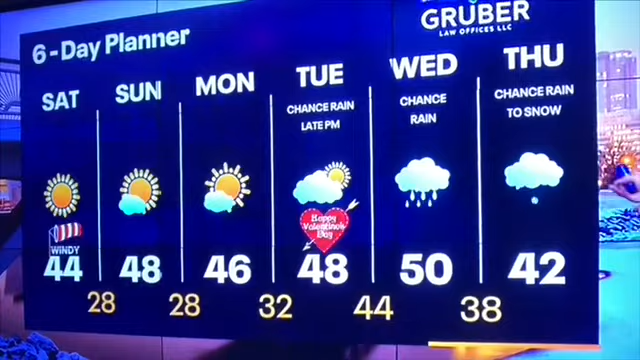 GRUBER
LAW OFFICES LLC
6-Day Planner
SAT
SUN
MON
TUE
WED
THU
CHANCE RAIN
LATE PM
CHANCE
RAIN
CHANCE RAIN
TO SNOW
WINDY
Happy
Valentine's
Day
44
48
46
48
50
42
28
28
32
44
38